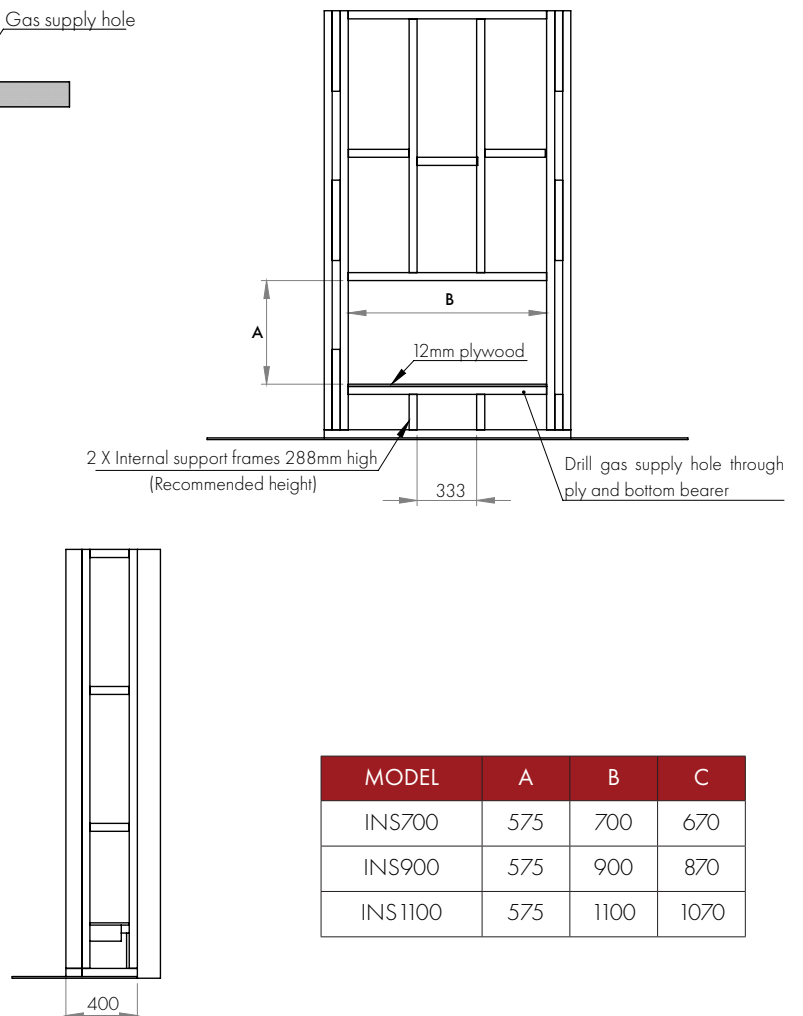 Gas supply hole
A
B
12mm plywood
2 X Internal support frames 288mm high
(Recommended height)
333
Drill gas supply hole through
ply and bottom bearer
400
MODEL A B C
INS700 575 700 670
INS900 575 900 870
INS1100 575 1100 1070